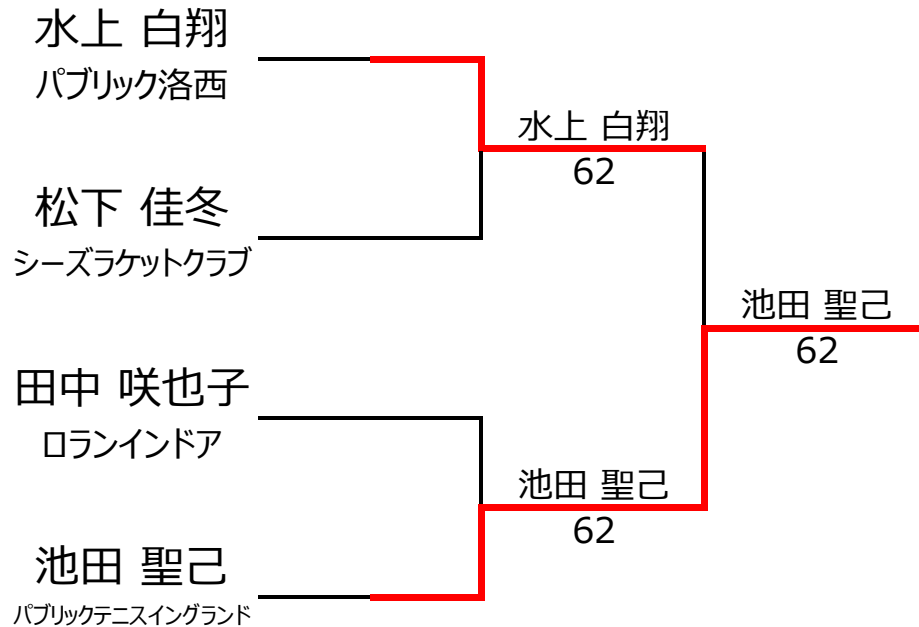 水上 白翔
パブリック洛西
松下 佳冬
シーズラケットクラブ
田中 咲也子
ロランインドア
池田 聖己
パブリックテニスイングランド
水上 白翔
62
池田 聖己
62
池田 聖己
62